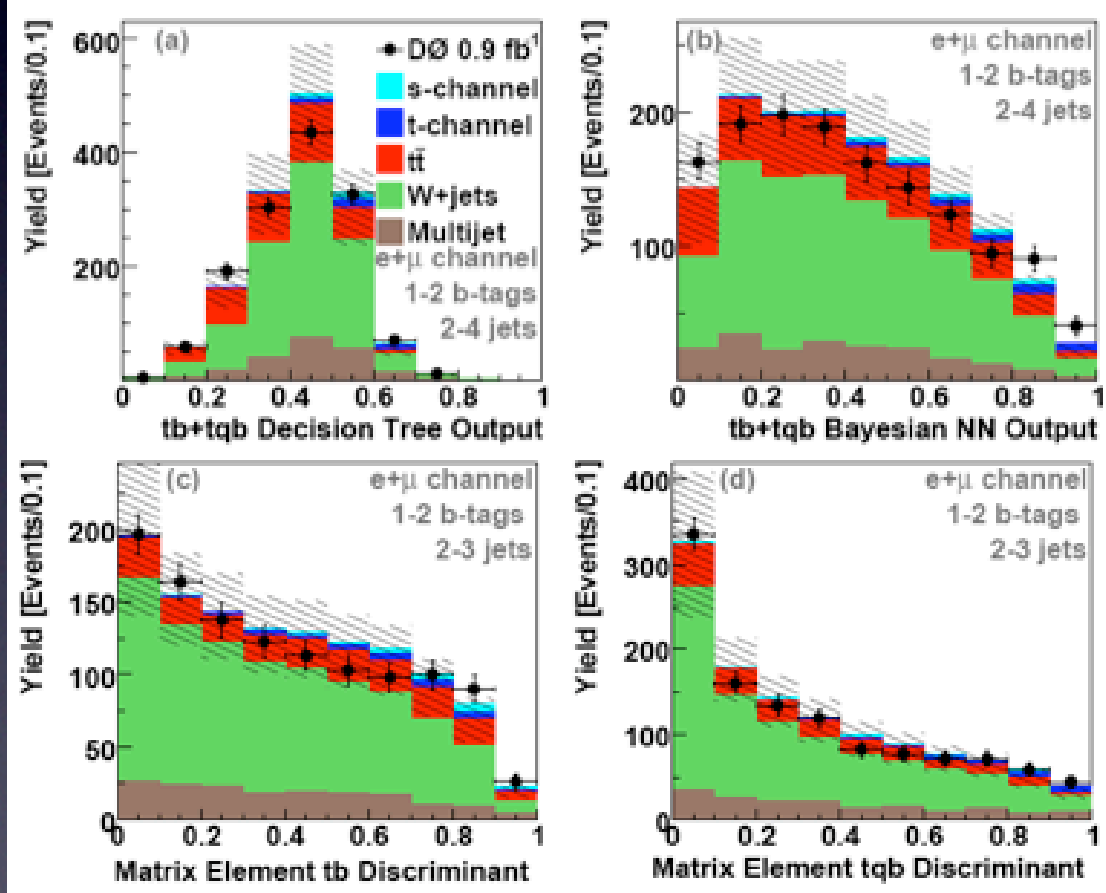 Yield [Events/0.1]
600
400
200
(a)
DØ 0.9 fb⁻¹
s-channel
t-channel
tt̄
W+jets
Multijet
e+μ channel
1-2 b-tags
2-4 jets
0 0.2 0.4 0.6 0.8 1
tb+tqb Decision Tree Output
Yield [Events/0.1]
200
100
(b)
e+μ channel
1-2 b-tags
2-4 jets
0 0.2 0.4 0.6 0.8 1
tb+tqb Bayesian NN Output
Yield [Events/0.1]
200
150
100
50
0
(c)
e+μ channel
1-2 b-tags
2-3 jets
0 0.2 0.4 0.6 0.8 1
Matrix Element tb Discriminant
Yield [Events/0.1]
400
300
200
100
0
(d)
e+μ channel
1-2 b-tags
2-3 jets
0 0.2 0.4 0.6 0.8 1
Matrix Element tqb Discriminant